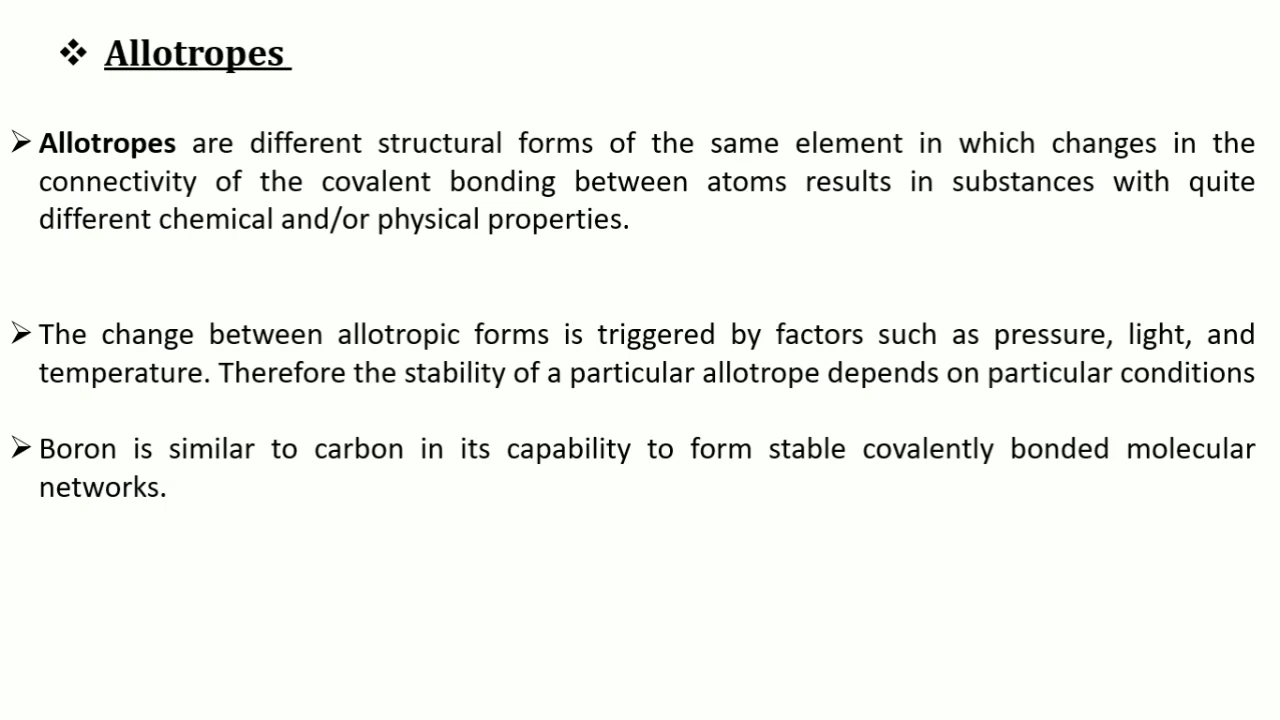 ❖ Allotropes
➢ Allotropes are different structural forms of the same element in which changes in the
connectivity of the covalent bonding between atoms results in substances with quite
different chemical and/or physical properties.
➢ The change between allotropic forms is triggered by factors such as pressure, light, and
temperature. Therefore the stability of a particular allotrope depends on particular conditions
➢ Boron is similar to carbon in its capability to form stable covalently bonded molecular
networks.